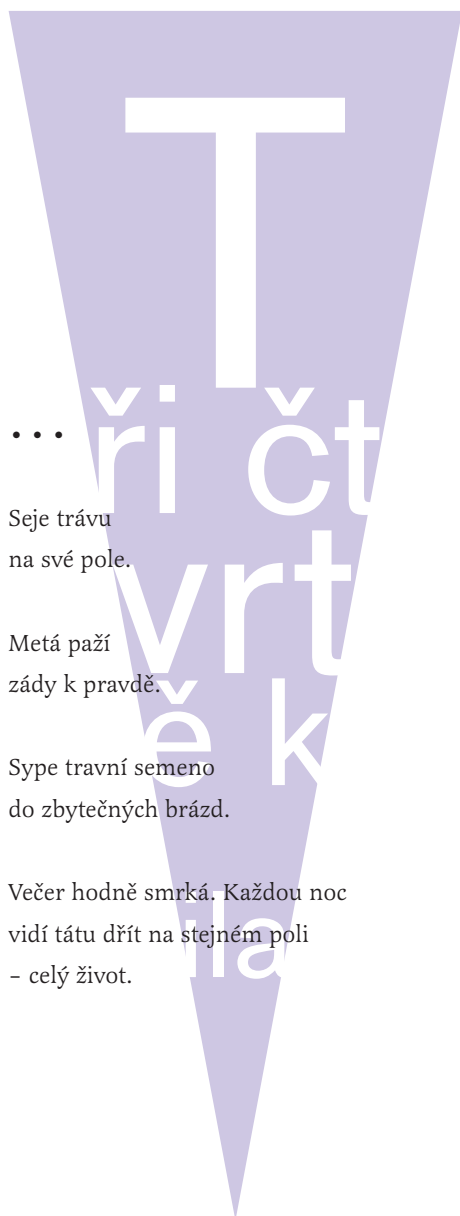 T
ři čt
vrt
ě k
ila
...
Seje trávu
na své pole.
Metá paží
zády k pravdě.
Sype travní semeno
do zbytečných brázd.
Večer hodně smrká. Každou noc
vidí tátu dřít na stejném poli
– celý život.